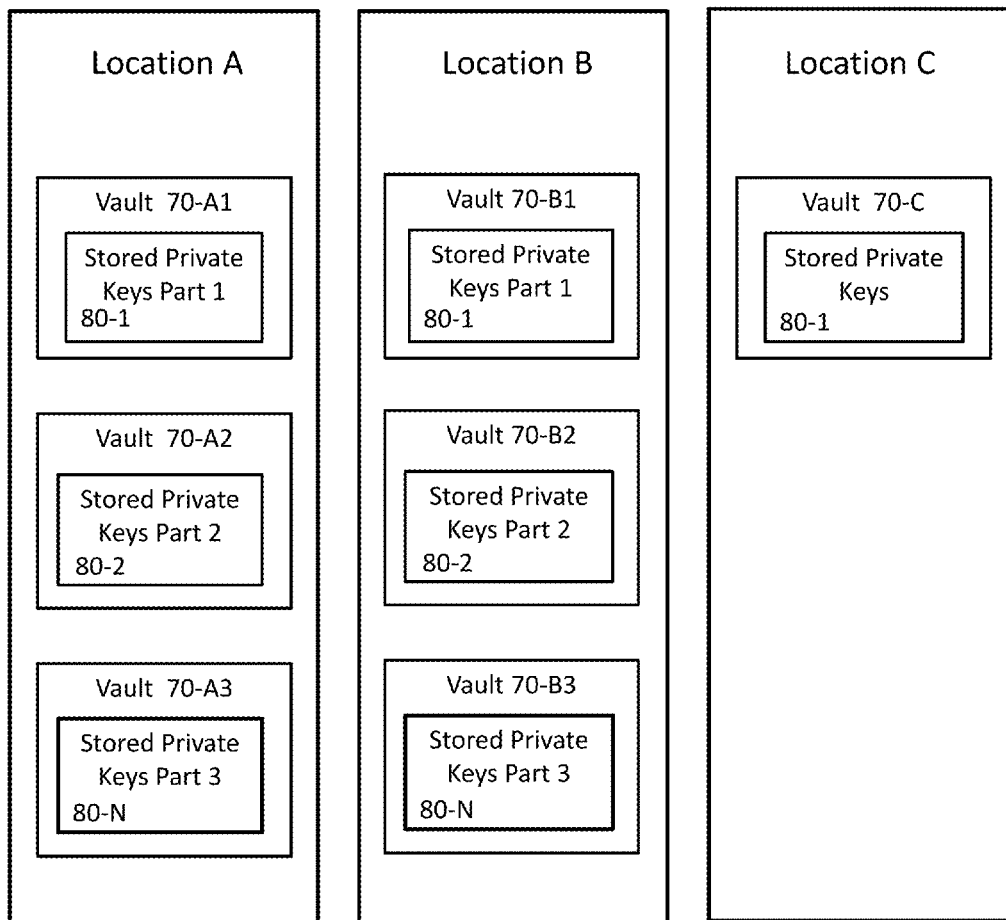 Location A
Vault 70-A1
Stored Private
Keys Part 1
80-1
Vault 70-A2
Stored Private
Keys Part 2
80-2
Vault 70-A3
Stored Private
Keys Part 3
80-N
Location B
Vault 70-B1
Stored Private
Keys Part 1
80-1
Vault 70-B2
Stored Private
Keys Part 2
80-2
Vault 70-B3
Stored Private
Keys Part 3
80-N
Location C
Vault 70-C
Stored Private
Keys
80-1